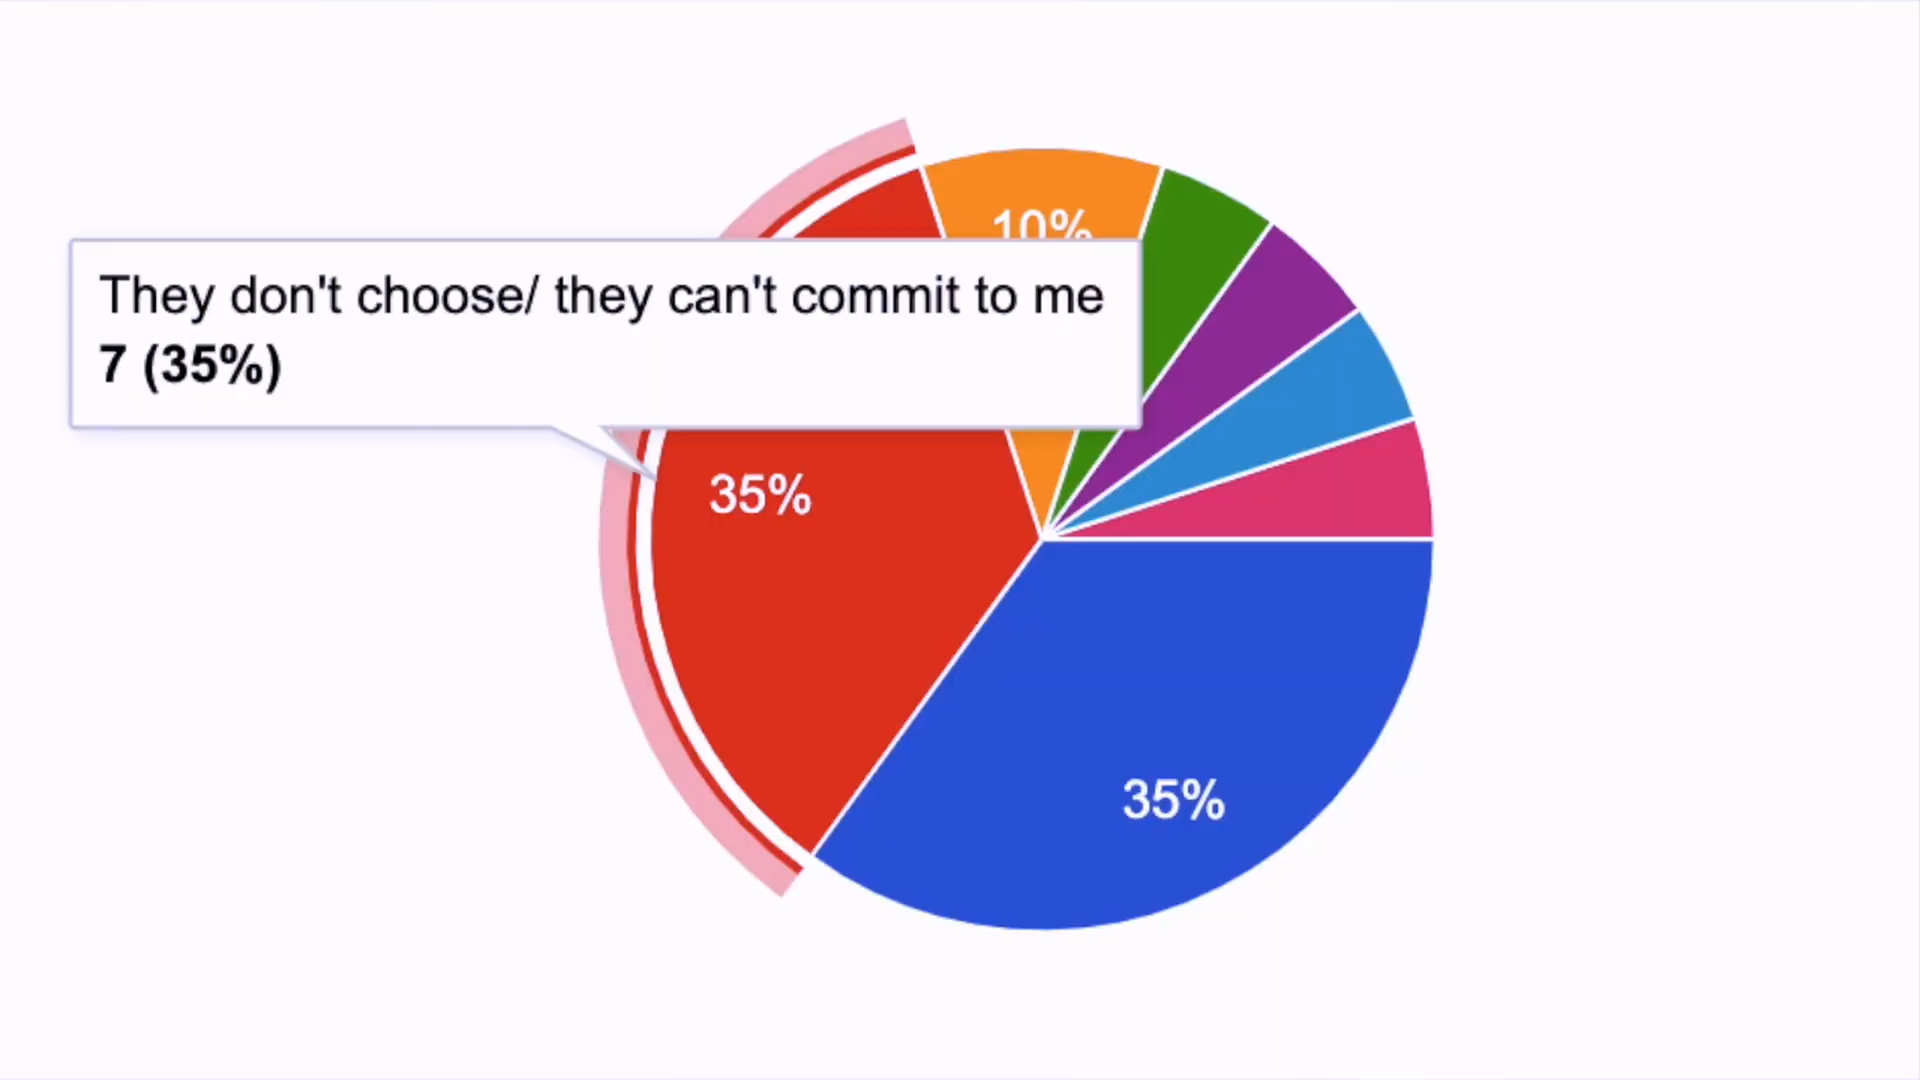 10%
They don't choose/ they can't commit to me
7 (35%)
35%
35%